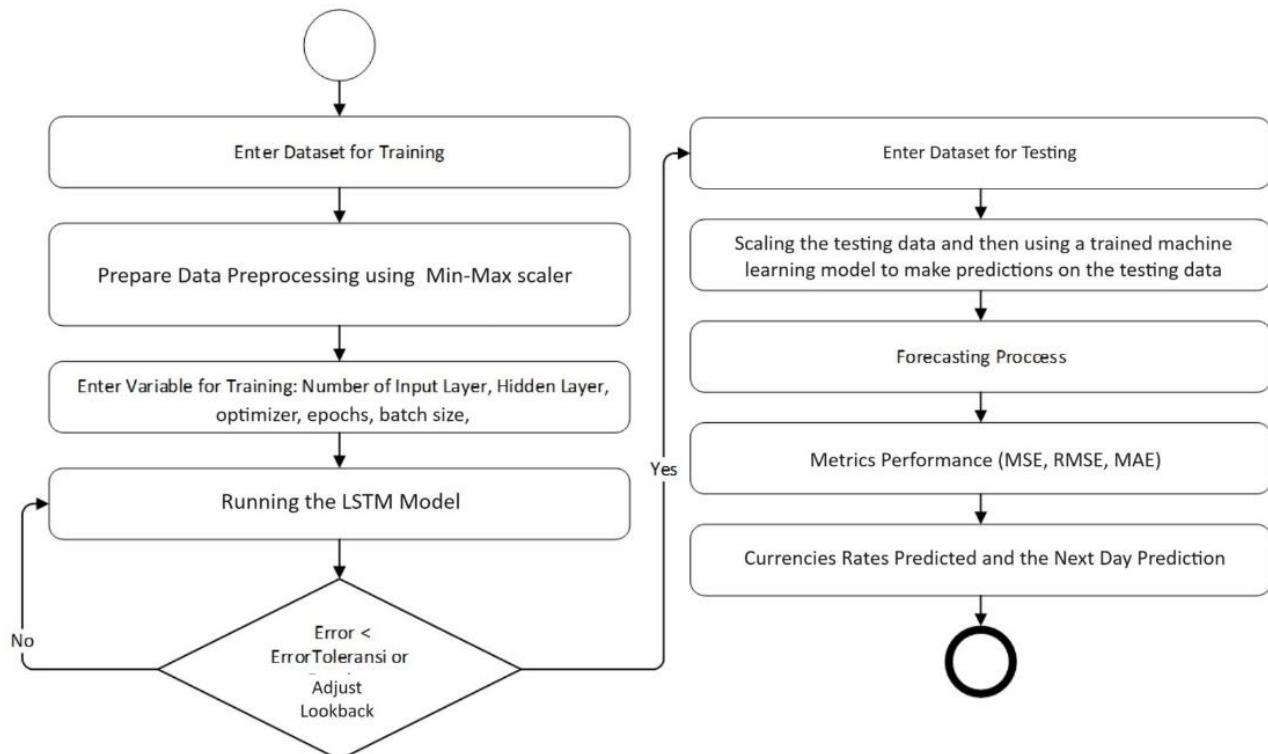 Enter Dataset for Training
Prepare Data Preprocessing using Min-Max scaler
Enter Variable for Training: Number of Input Layer, Hidden Layer,
optimizer, epochs, batch size,
Running the LSTM Model
Error <
ErrorToleransi or
Adjust
Lookback
No
Yes
Enter Dataset for Testing
Scaling the testing data and then using a trained machine
learning model to make predictions on the testing data
Forecasting Proccess
Metrics Performance (MSE, RMSE, MAE)
Currencies Rates Predicted and the Next Day Prediction